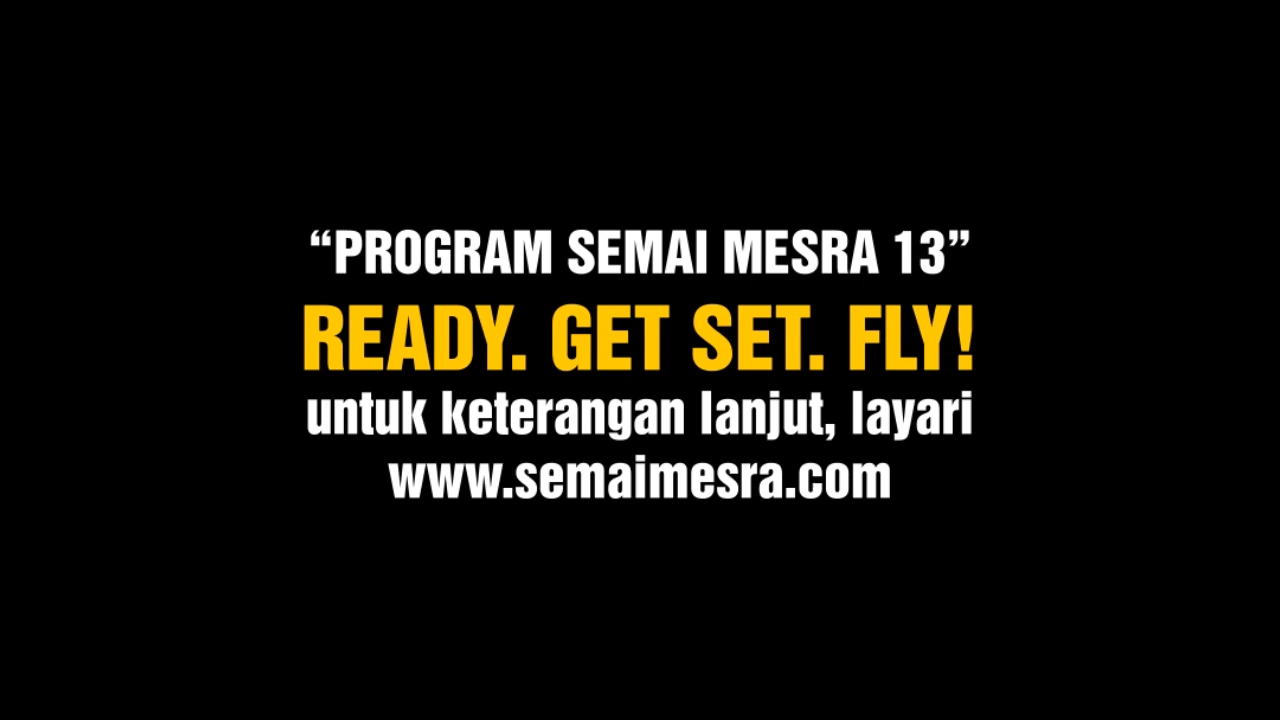 “PROGRAM SEMAI MESRA 13”
READY. GET SET. FLY!
untuk keterangan lanjut, layari
www.semaimesra.com